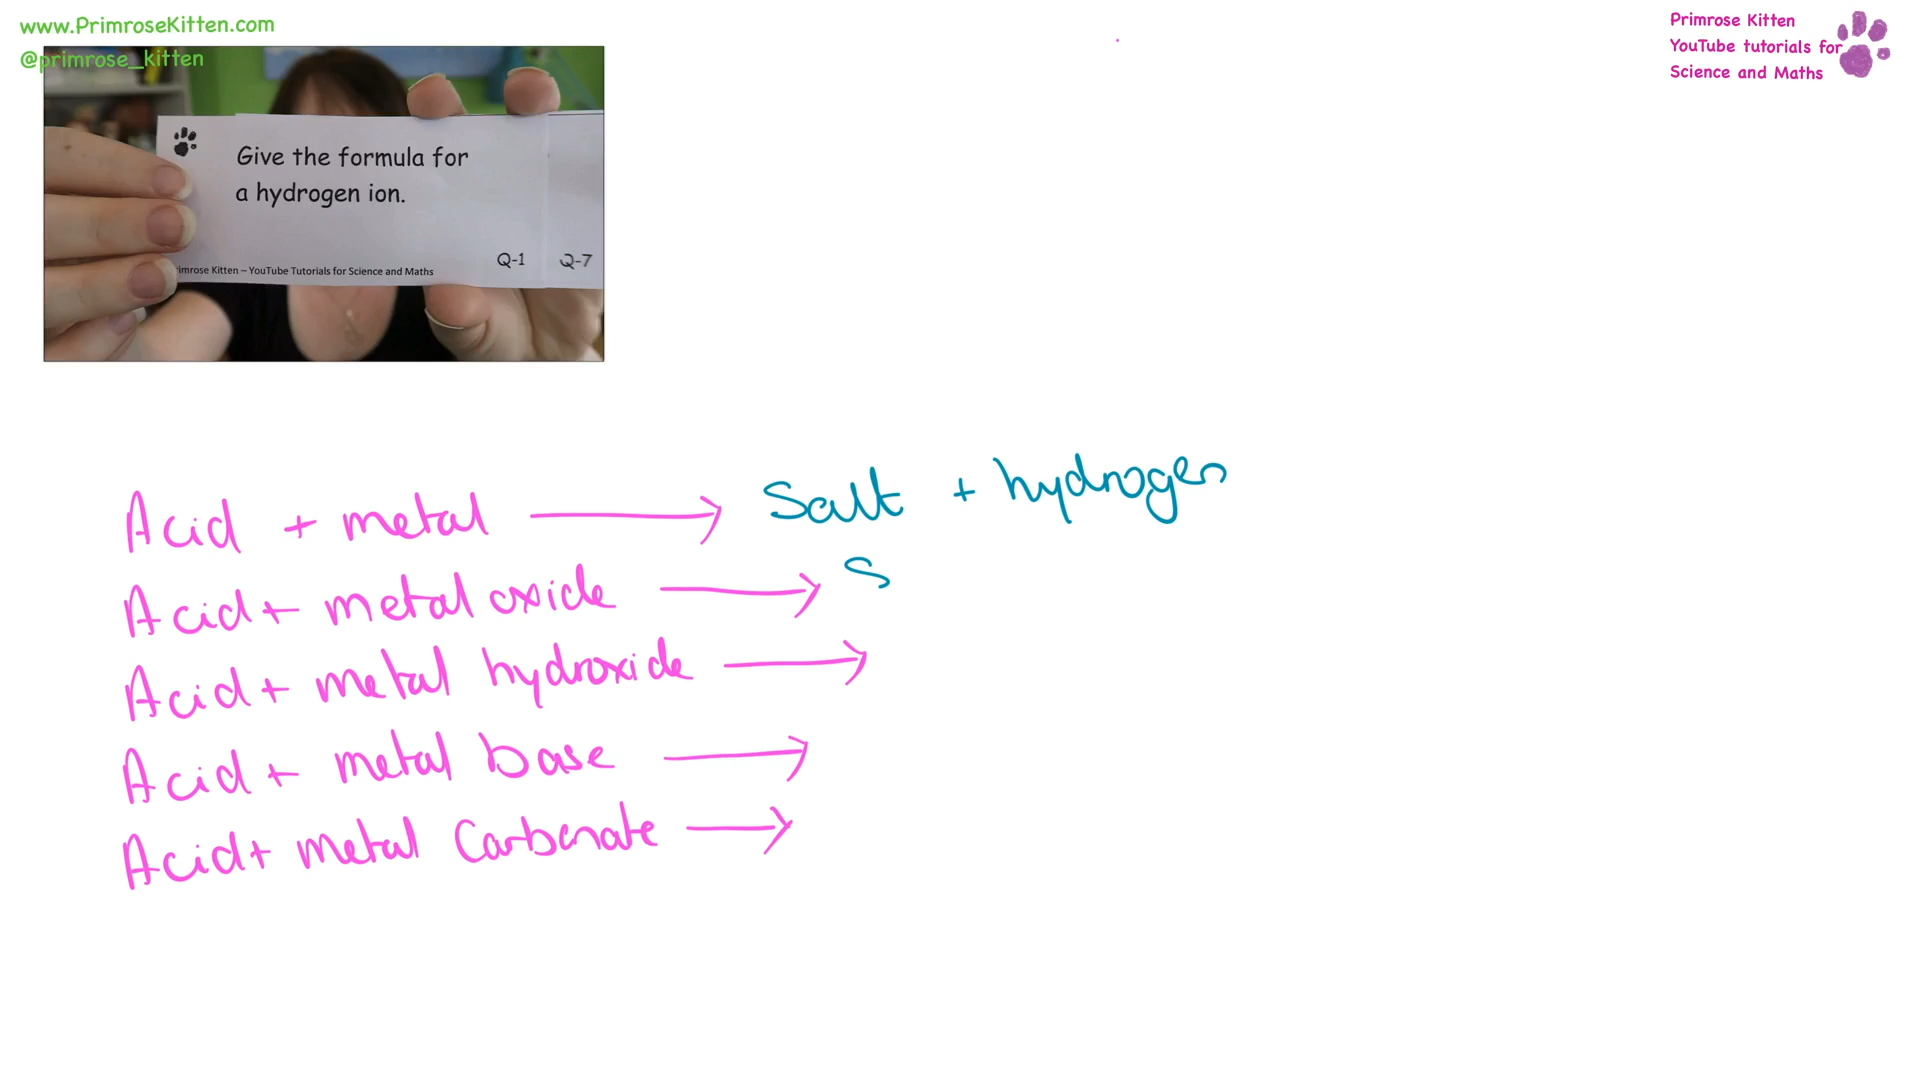 www.PrimroseKitten.com
@primrose_kitten
Primrose Kitten
YouTube tutorials for
Science and Maths
Give the formula for
a hydrogen ion.
Q-1 Q-7
Kitten – YouTube Tutorials for Science and Maths
Acid + metal → Salt + hydrogen
Acid + metal oxide → S
Acid + metal hydroxide →
Acid + metal base →
Acid + metal Carbonate →